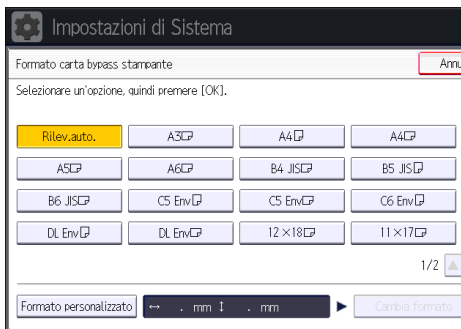 Impostazioni di Sistema
Formato carta bypass stampante
Annu
Selezionare un'opzione, quindi premere [OK].
Rilev.auto. A3 A4 A4
A5 A6 B4 JIS B5 JIS
B6 JIS C5 Env C5 Env C6 Env
DL Env DL Env 12×18 11×17
1/2
Formato personalizzato ↔ . mm ↕ . mm Cambia formato